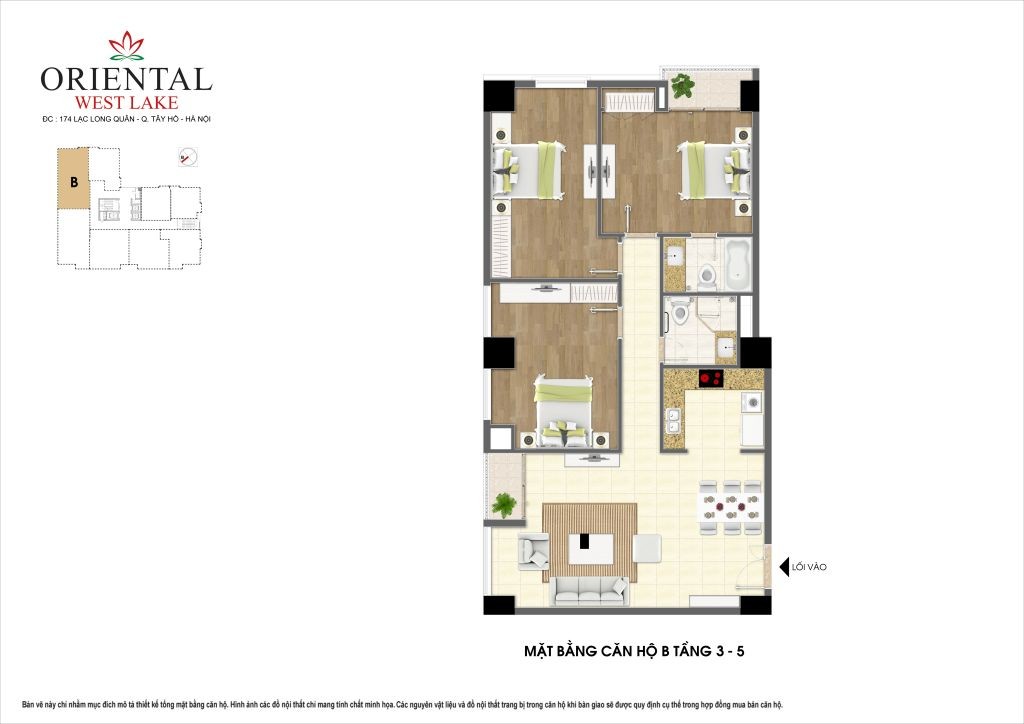 ORIENTAL
WEST LAKE
ĐC : 174 LẠC LONG QUÂN - Q. TÂY HỒ - HÀ NỘI
B
LỐI VÀO
MẶT BẰNG CĂN HỘ B TẦNG 3 - 5
Bản vẽ này chỉ nhằm mục đích mô tả thiết kế tổng mặt bằng căn hộ. Hình ảnh các đồ nội thất chỉ mang tính chất minh họa. Các nguyên vật liệu và đồ nội thất trang bị trong căn hộ khi bàn giao sẽ được quy định cụ thể trong hợp đồng mua bán căn hộ.